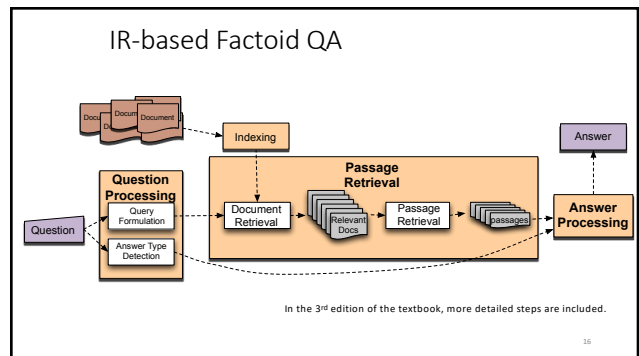 IR-based Factoid QA
Document
Indexing
Answer
Passage
Retrieval
Question
Processing
Query
Formulation
Question
Answer Type
Detection
Document
Retrieval
Relevant
Docs
Passage
Retrieval
passages
Answer
Processing
In the 3rd edition of the textbook, more detailed steps are included.
16